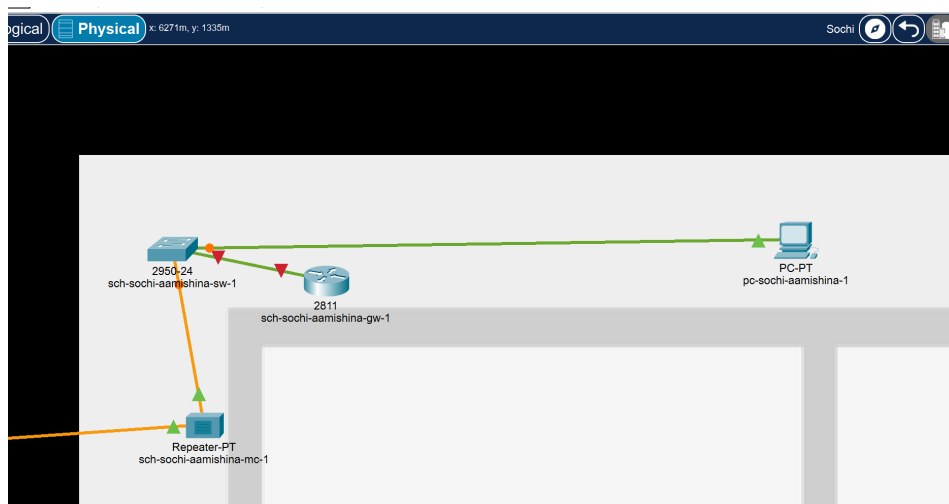 ogical
Physical
x: 6271m, y: 1335m
Sochi
2950-24
sch-sochi-aamishina-sw-1
2811
sch-sochi-aamishina-gw-1
PC-PT
pc-sochi-aamishina-1
Repeater-PT
sch-sochi-aamishina-mc-1